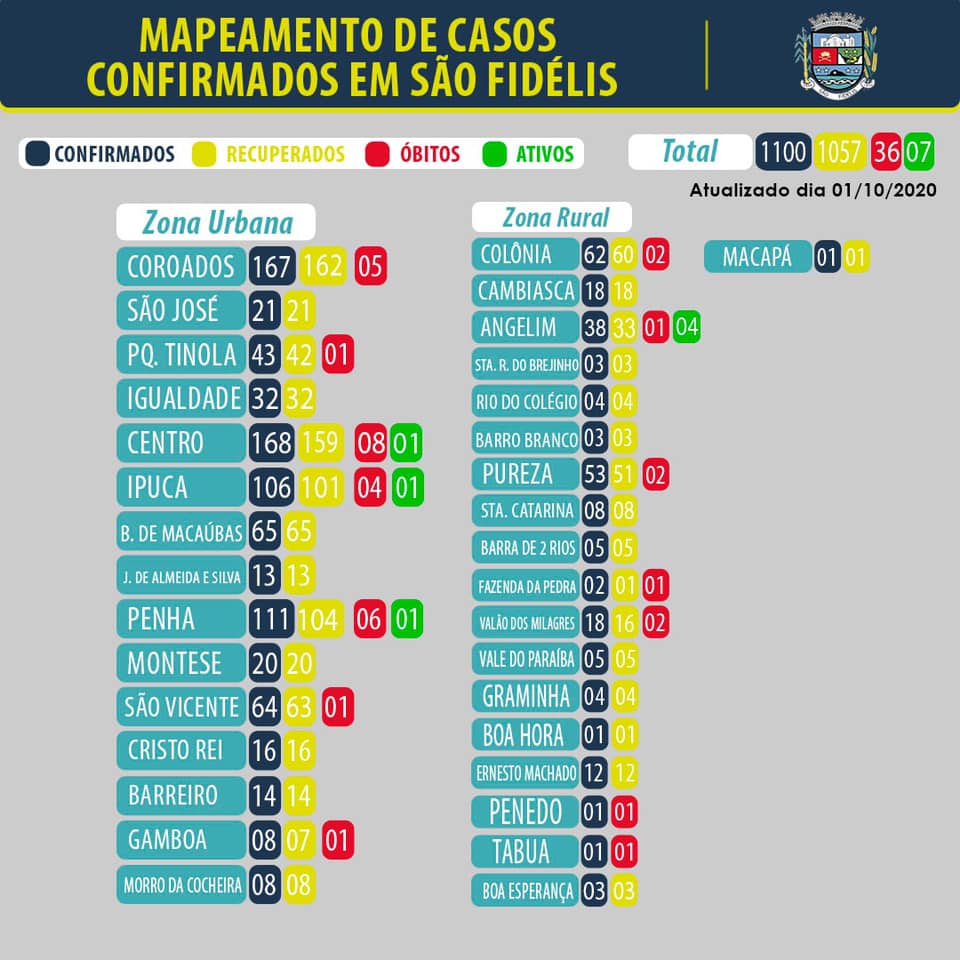 MAPEAMENTO DE CASOS
CONFIRMADOS EM SÃO FIDÉLIS
CONFIRMADOS RECUPERADOS ÓBITOS ATIVOS
Total 1100 1057 36 07
Atualizado dia 01/10/2020
Zona Urbana
COROADOS 167 162 05
SÃO JOSÉ 21 21
PQ. TINOLA 43 42 01
IGUALDADE 32 32
CENTRO 168 159 08 01
IPUCA 106 101 04 01
B. DE MACAÚBAS 65 65
J. DE ALMEIDA E SILVA 13 13
PENHA 111 104 06 01
MONTESE 20 20
SÃO VICENTE 64 63 01
CRISTO REI 16 16
BARREIRO 14 14
GAMBOA 08 07 01
MORRO DA COCHEIRA 08 08
Zona Rural
COLÔNIA 62 60 02
CAMBIASCA 18 18
ANGELIM 38 33 01 04
STA. R. DO BREJINHO 03 03
RIO DO COLÉGIO 04 04
BARRO BRANCO 03 03
PUREZA 53 51 02
STA. CATARINA 08 08
BARRA DE 2 RIOS 05 05
FAZENDA DA PEDRA 02 01 01
VALÃO DOS MILAGRES 18 16 02
VALE DO PARAÍBA 05 05
GRAMINHA 04 04
BOA HORA 01 01
ERNESTO MACHADO 12 12
PENEDO 01 01
TABUA 01 01
BOA ESPERANÇA 03 03
MACAPÁ 01 01